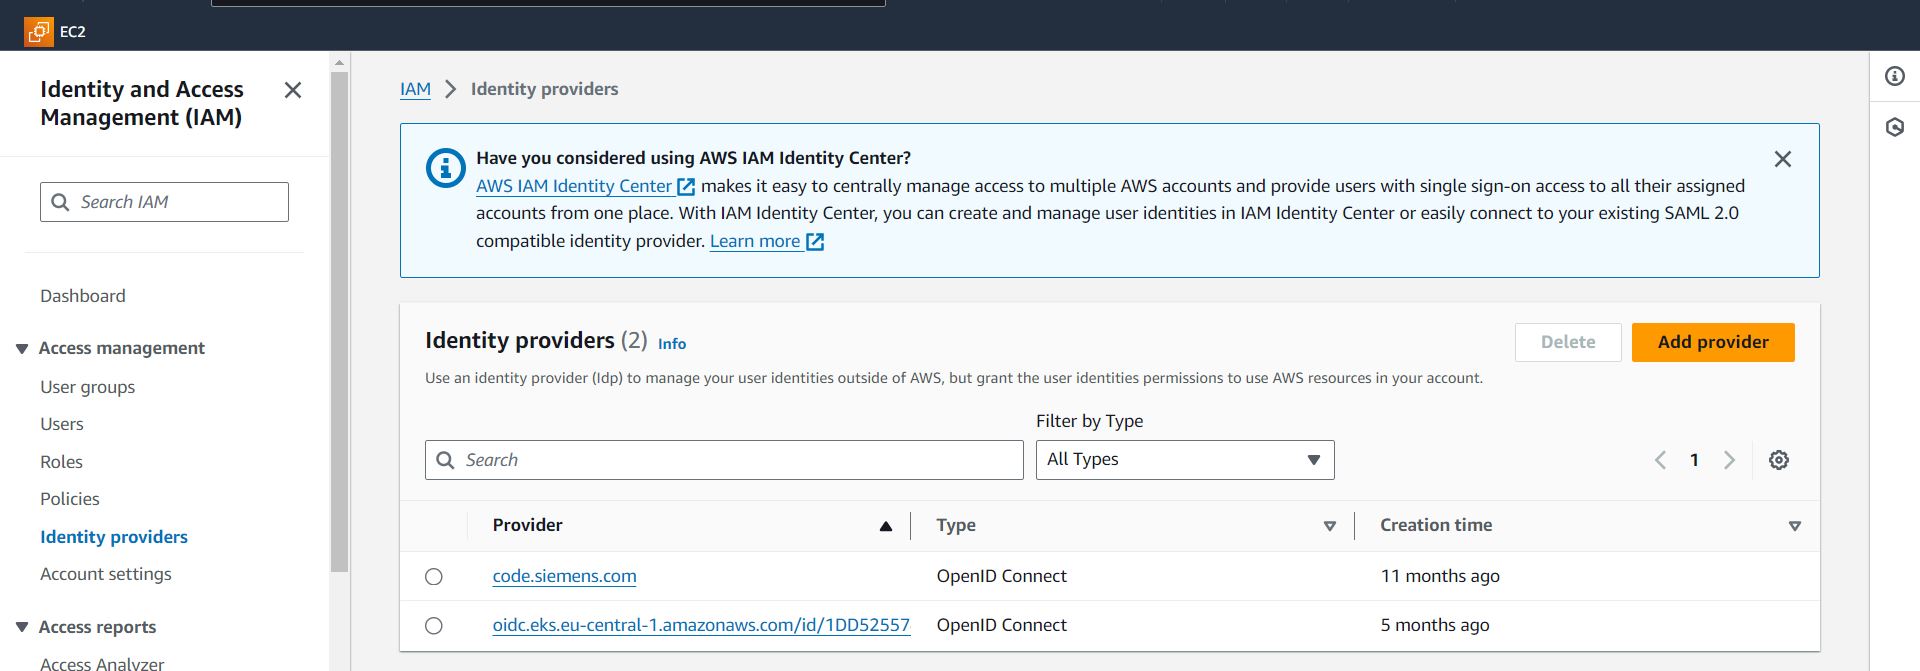 EC2
Identity and Access
Management (IAM)
Search IAM
Dashboard
Access management
User groups
Users
Roles
Policies
Identity providers
Account settings
Access reports
Access Analyzer
IAM
Identity providers
Have you considered using AWS IAM Identity Center?
AWS IAM Identity Center makes it easy to centrally manage access to multiple AWS accounts and provide users with single sign-on access to all their assigned
accounts from one place. With IAM Identity Center, you can create and manage user identities in IAM Identity Center or easily connect to your existing SAML 2.0
compatible identity provider. Learn more
Identity providers (2) Info
Delete
Add provider
Use an identity provider (Idp) to manage your user identities outside of AWS, but grant the user identities permissions to use AWS resources in your account.
Filter by Type
Search
All Types
1
Provider Type Creation time
code.siemens.com OpenID Connect 11 months ago
oidc.eks.eu-central-1.amazonaws.com/id/1DD52557 OpenID Connect 5 months ago